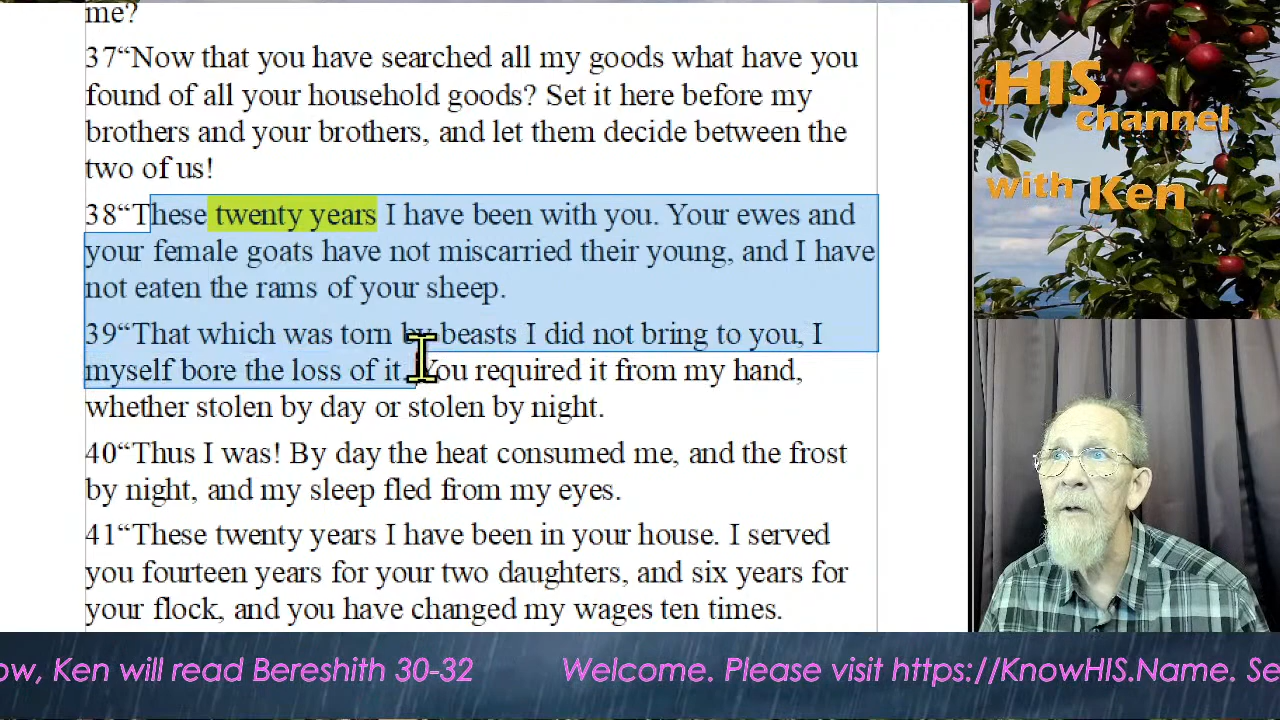 me?
37“Now that you have searched all my goods what have you
found of all your household goods? Set it here before my
brothers and your brothers, and let them decide between the
two of us!
38“These twenty years I have been with you. Your ewes and
your female goats have not miscarried their young, and I have
not eaten the rams of your sheep.
39“That which was torn by beasts I did not bring to you, I
myself bore the loss of it. You required it from my hand,
whether stolen by day or stolen by night.
40“Thus I was! By day the heat consumed me, and the frost
by night, and my sleep fled from my eyes.
41“These twenty years I have been in your house. I served
you fourteen years for your two daughters, and six years for
your flock, and you have changed my wages ten times.
tHIS
channel
with Ken
ow, Ken will read Bereshith 30-32 Welcome. Please visit https://KnowHIS.Name. Se